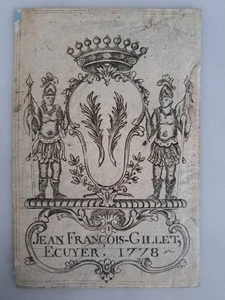 JEAN FRANÇOIS-GILLET,
ECUYER. 1778